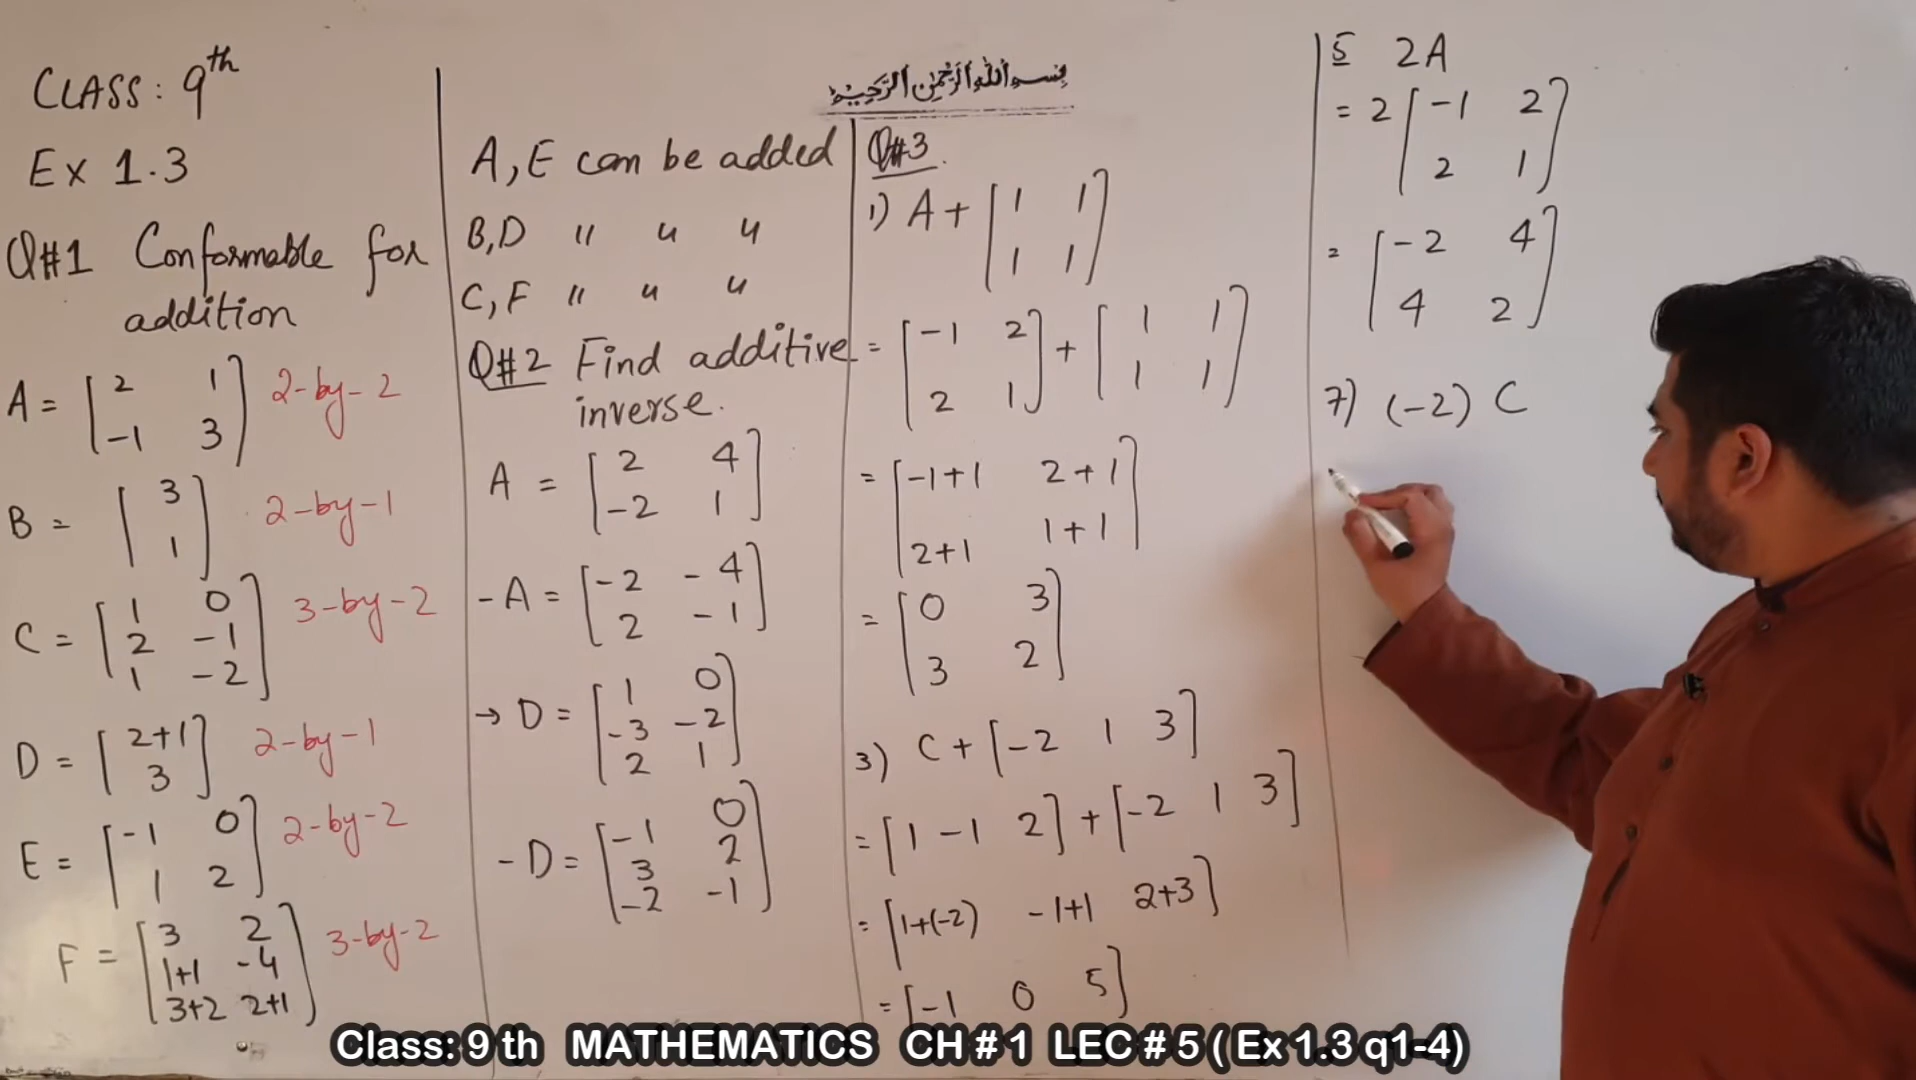 CLASS: 9th
Ex 1.3
Q#1 Conformable for
addition
A = [2 1
-1 3] 2-by-2
B = [3
1] 2-by-1
C = [1 0
2 -1
1 -2] 3-by-2
D = [2+1
3] 2-by-1
E = [-1 0
1 2] 2-by-2
F = [3 2
1+1 -4
3+2 2+1] 3-by-2
A, E can be added
B, D " " "
C, F " " "
Q#2 Find additive
inverse.
A = [2 4
-2 1]
-A = [-2 -4
2 -1]
→ D = [1 0
-3 -2
2 1]
-D = [-1 0
3 2
-2 -1]
بسم الله الرحمن الرحيم
Q#3
1) A + [1 1
1 1]
= [-1 2
2 1] + [1 1
1 1]
= [-1+1 2+1
2+1 1+1]
= [0 3
3 2]
3) C + [-2 1 3]
= [1 -1 2] + [-2 1 3]
= [1+(-2) -1+1 2+3]
= [-1 0 5]
5 2A
= 2 [-1 2
2 1]
= [-2 4
4 2]
7) (-2) C
Class: 9 th MATHEMATICS CH # 1 LEC # 5 ( Ex 1.3 q1-4)